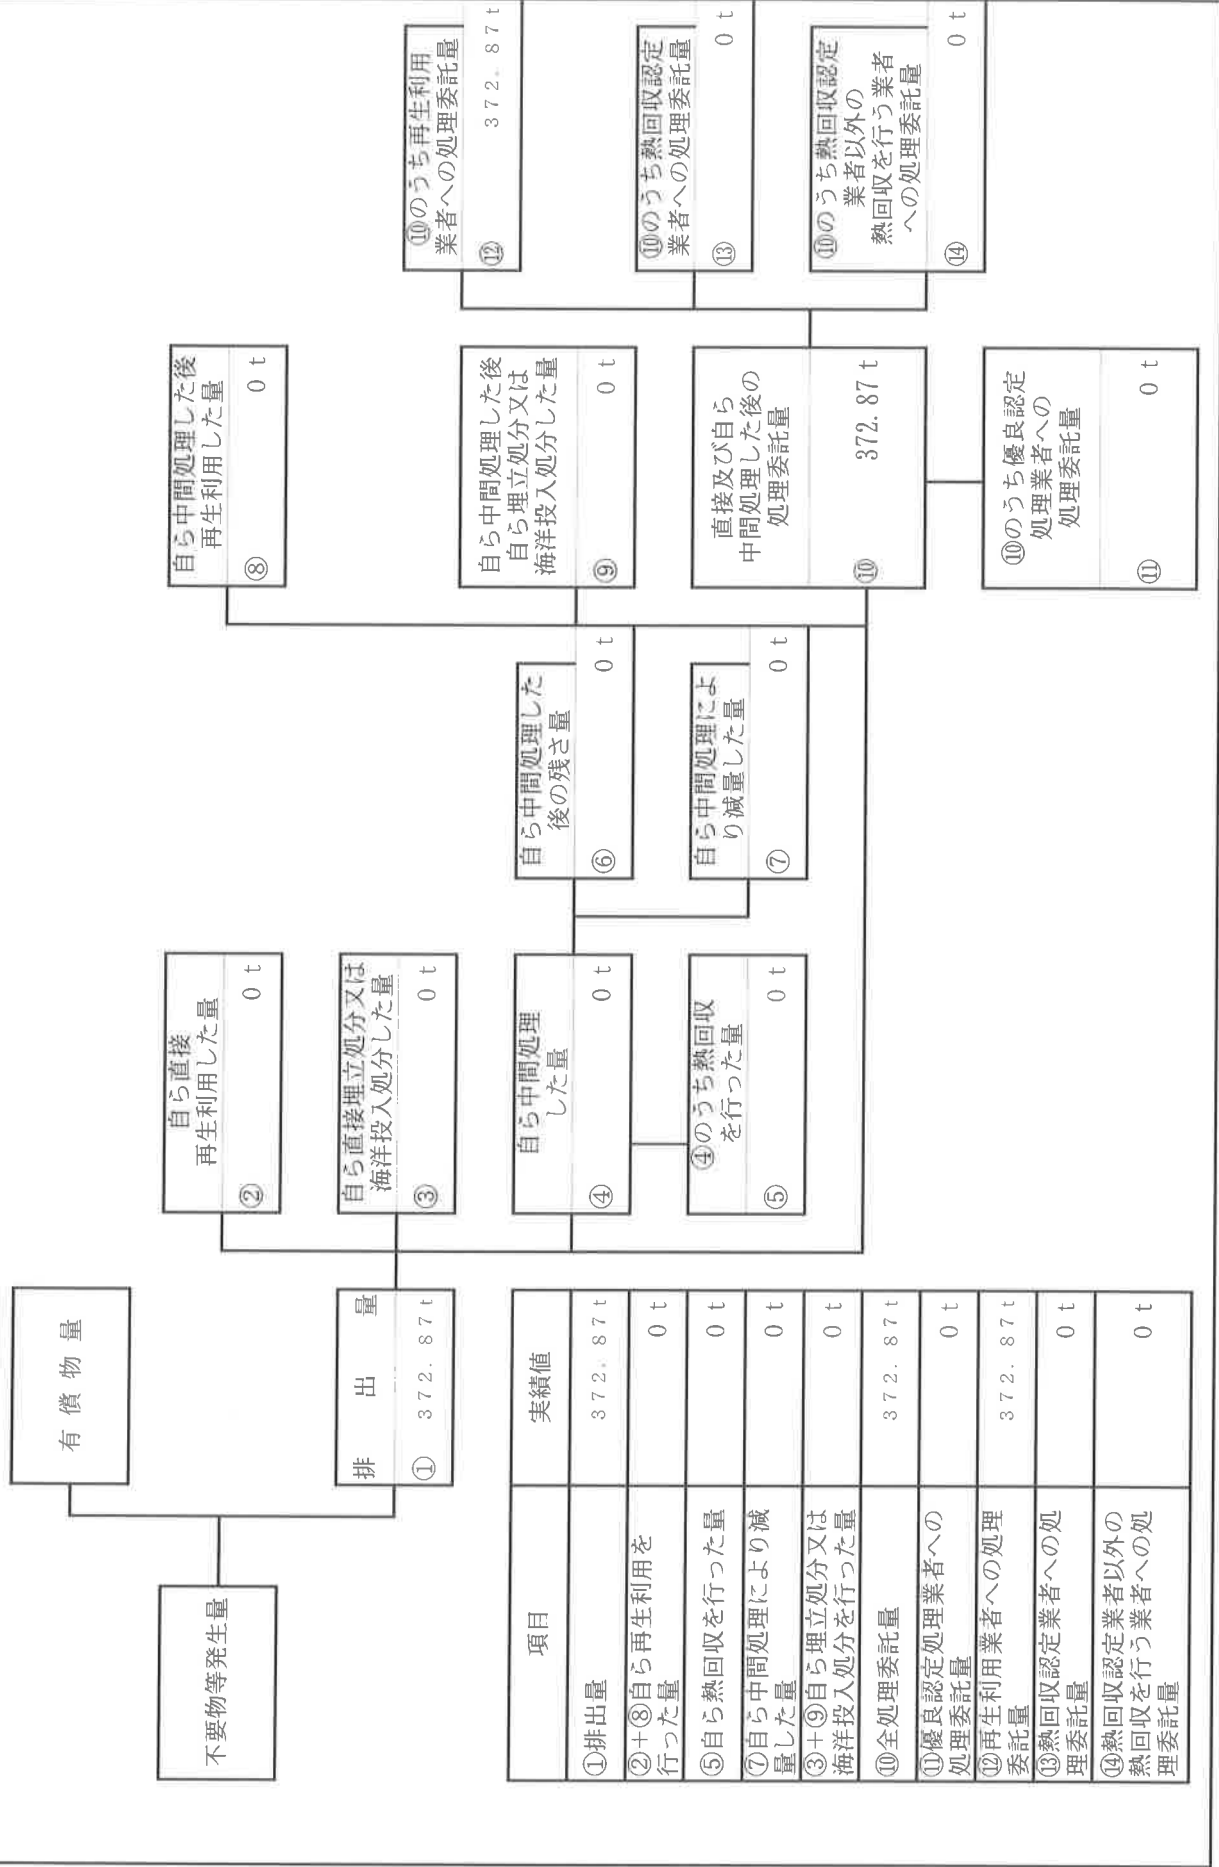 有償物量
不要物等発生量
排出量
① 372.87t
自ら直接
再生利用した量
② 0t
自ら直接埋立処分又は
海洋投入処分した量
③ 0t
自ら中間処理
した量
④ 0t
④のうち熱回収
を行った量
⑤ 0t
自ら中間処理した
後の残さ量
⑥ 0t
自ら中間処理によ
り減量した量
⑦ 0t
自ら中間処理した後
再生利用した量
⑧ 0t
自ら中間処理した後
自ら埋立処分又は
海洋投入処分した量
⑨ 0t
直接及び自ら
中間処理した後の
処理委託量
⑩ 372.87t
⑩のうち優良認定
処理業者への
処理委託量
⑪ 0t
⑩のうち再生利用
業者への処理委託量
⑫ 372.87t
⑩のうち熱回収認定
業者への処理委託量
⑬ 0t
⑩のうち熱回収認定
業者以外の
熱回収を行う業者
への処理委託量
⑭ 0t
項目 実績値
①排出量 372.87t
②+⑧自ら再生利用を
行った量 0t
⑤自ら熱回収を行った量 0t
⑦自ら中間処理により減
量した量 0t
③+⑨自ら埋立処分又は
海洋投入処分を行った量 0t
⑩全処理委託量 372.87t
⑪優良認定処理業者への
処理委託量 0t
⑫再生利用業者への処理
委託量 372.87t
⑬熱回収認定業者への処
理委託量 0t
⑭熱回収認定業者以外の
熱回収を行う業者への処
理委託量 0t